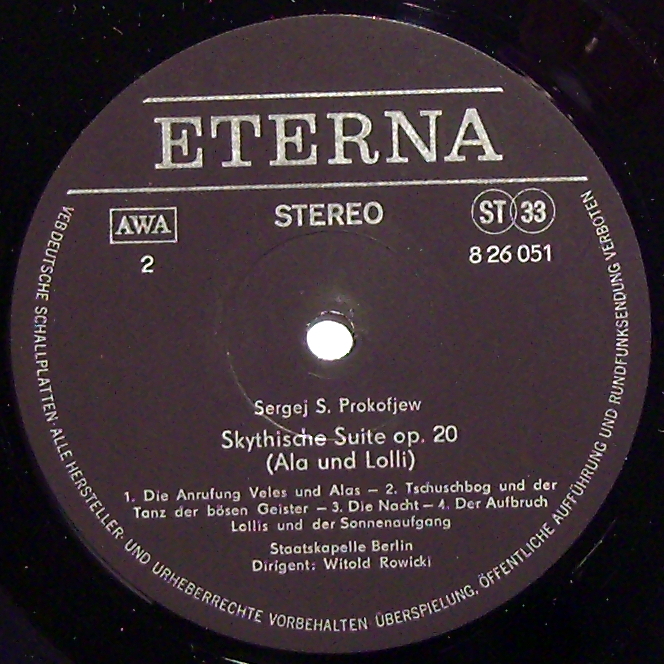 ETERNA
AWA STEREO ST 33
2 8 26 051
Sergej S. Prokofjew
Skythische Suite op. 20
(Ala und Lolli)
1. Die Anrufung Veles und Alas – 2. Tschuschbog und der
Tanz der bösen Geister – 3. Die Nacht – 4. Der Aufbruch
Lollis und der Sonnenaufgang
Staatskapelle Berlin
Dirigent: Witold Rowicki
VEB DEUTSCHE SCHALLPLATTEN · ALLE HERSTELLER- UND URHEBERRECHTE VORBEHALTEN · ÜBERSPIELUNG, ÖFFENTLICHE AUFFÜHRUNG UND RUNDFUNKSENDUNG VERBOTEN